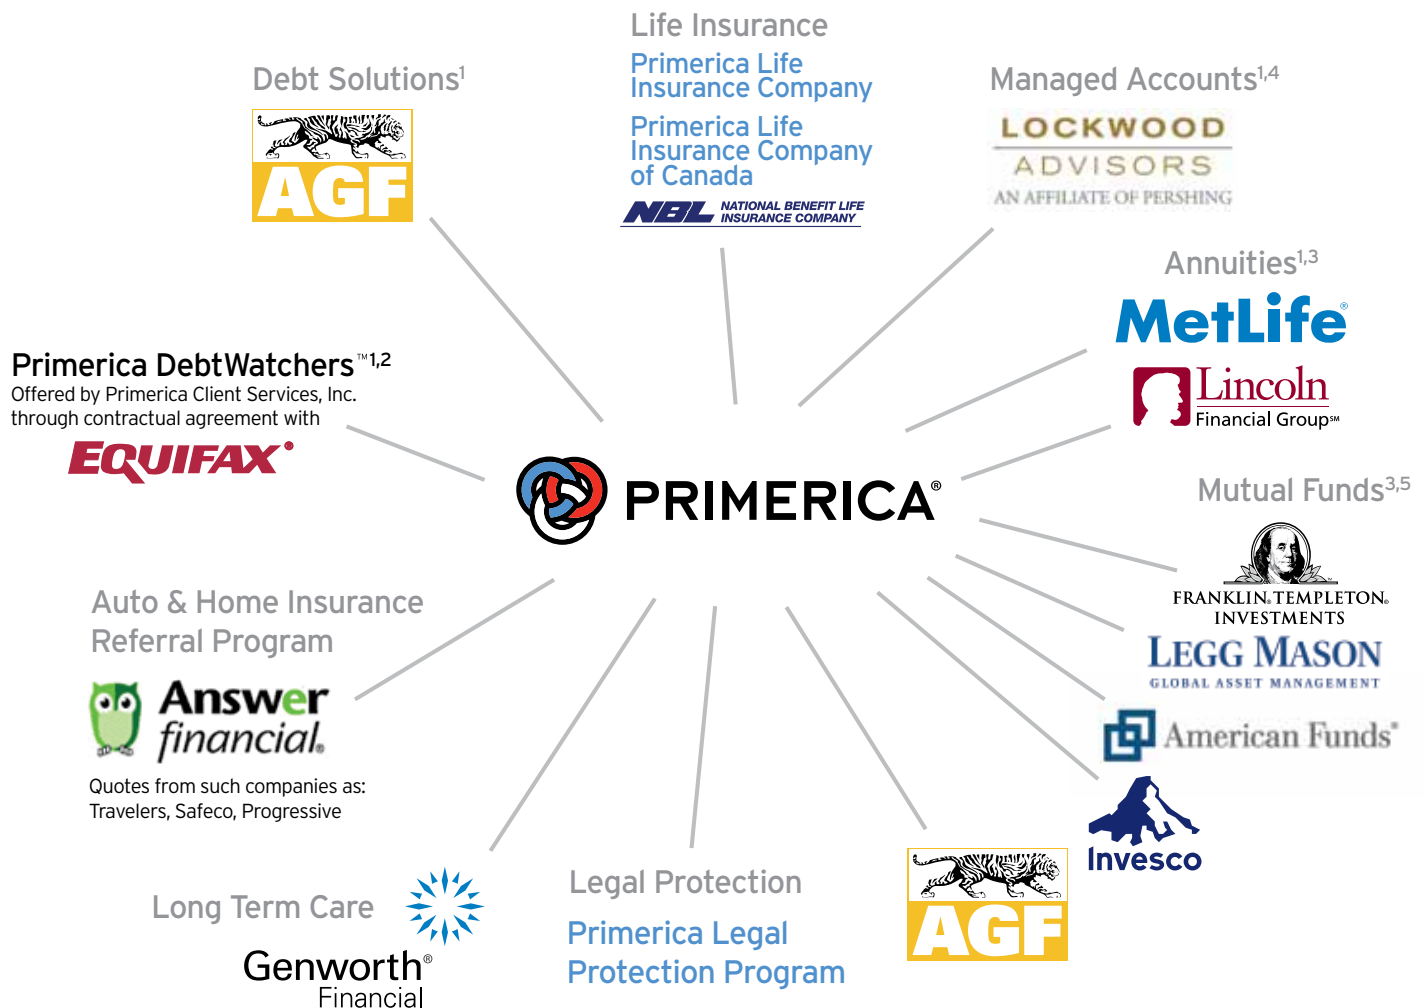 Life Insurance
Primerica Life
Insurance Company
Primerica Life
Insurance Company
of Canada
NBL NATIONAL BENEFIT LIFE
INSURANCE COMPANY
Debt Solutions¹
AGF
Managed Accounts¹,⁴
LOCKWOOD
ADVISORS
AN AFFILIATE OF PERSHING
Annuities¹,³
MetLife®
Lincoln
Financial Group℠
Primerica DebtWatchers™¹,²
Offered by Primerica Client Services, Inc.
through contractual agreement with
EQUIFAX®
PRIMERICA®
Mutual Funds³,⁵
FRANKLIN® TEMPLETON®
INVESTMENTS
LEGG MASON
GLOBAL ASSET MANAGEMENT
American Funds®
Invesco
AGF
Auto & Home Insurance
Referral Program
Answer
financial®
Quotes from such companies as:
Travelers, Safeco, Progressive
Long Term Care
Genworth®
Financial
Legal Protection
Primerica Legal
Protection Program